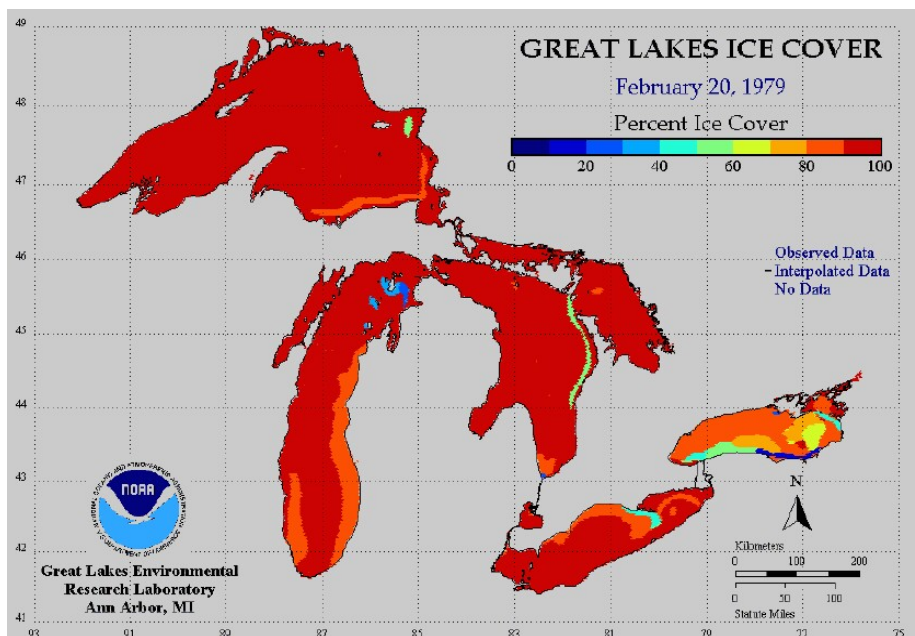 GREAT LAKES ICE COVER
February 20, 1979
Percent Ice Cover
0 20 40 60 80 100
Observed Data
Interpolated Data
No Data
NOAA
Great Lakes Environmental
Research Laboratory
Ann Arbor, MI
N
Kilometers
0 100 200
0 50 100
Statute Miles
49
48
47
46
45
44
43
42
41
93 91 89 87 85 83 81 79 77 75